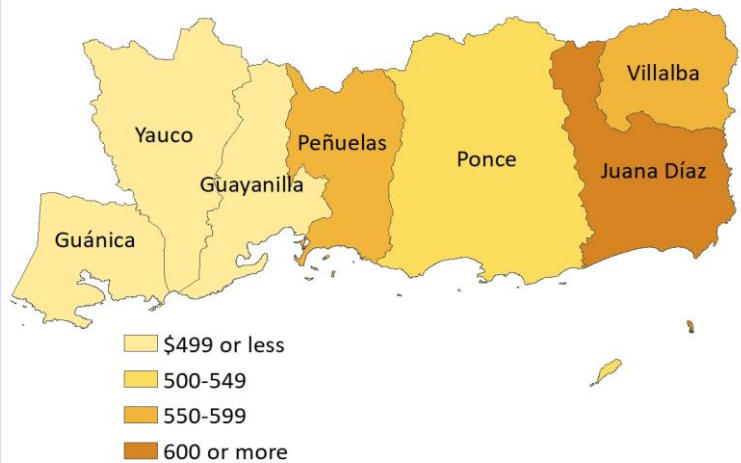 Villalba
Yauco
Peñuelas
Ponce
Juana Díaz
Guayanilla
Guánica
$499 or less
500-549
550-599
600 or more